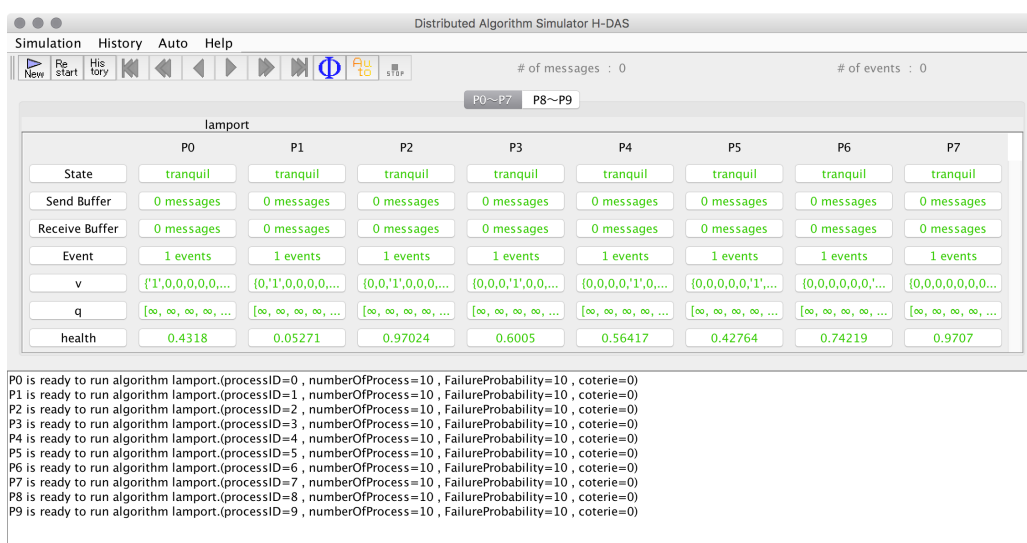 Distributed Algorithm Simulator H-DAS
Simulation History Auto Help
New Re start His tory Φ Au to STOP # of messages : 0 # of events : 0
P0～P7 P8～P9
lamport
P0 P1 P2 P3 P4 P5 P6 P7
State tranquil tranquil tranquil tranquil tranquil tranquil tranquil tranquil
Send Buffer 0 messages 0 messages 0 messages 0 messages 0 messages 0 messages 0 messages 0 messages
Receive Buffer 0 messages 0 messages 0 messages 0 messages 0 messages 0 messages 0 messages 0 messages
Event 1 events 1 events 1 events 1 events 1 events 1 events 1 events 1 events
v {'1',0,0,0,0,0,... {0,'1',0,0,0,0,... {0,0,'1',0,0,0,... {0,0,0,'1',0,0,... {0,0,0,0,'1',0,... {0,0,0,0,0,'1',... {0,0,0,0,0,0,'... {0,0,0,0,0,0,0...
q [∞, ∞, ∞, ∞, ... [∞, ∞, ∞, ∞, ... [∞, ∞, ∞, ∞, ... [∞, ∞, ∞, ∞, ... [∞, ∞, ∞, ∞, ... [∞, ∞, ∞, ∞, ... [∞, ∞, ∞, ∞, ... [∞, ∞, ∞, ∞, ...
health 0.4318 0.05271 0.97024 0.6005 0.56417 0.42764 0.74219 0.9707
P0 is ready to run algorithm lamport.(processID=0 , numberOfProcess=10 , FailureProbability=10 , coterie=0)
P1 is ready to run algorithm lamport.(processID=1 , numberOfProcess=10 , FailureProbability=10 , coterie=0)
P2 is ready to run algorithm lamport.(processID=2 , numberOfProcess=10 , FailureProbability=10 , coterie=0)
P3 is ready to run algorithm lamport.(processID=3 , numberOfProcess=10 , FailureProbability=10 , coterie=0)
P4 is ready to run algorithm lamport.(processID=4 , numberOfProcess=10 , FailureProbability=10 , coterie=0)
P5 is ready to run algorithm lamport.(processID=5 , numberOfProcess=10 , FailureProbability=10 , coterie=0)
P6 is ready to run algorithm lamport.(processID=6 , numberOfProcess=10 , FailureProbability=10 , coterie=0)
P7 is ready to run algorithm lamport.(processID=7 , numberOfProcess=10 , FailureProbability=10 , coterie=0)
P8 is ready to run algorithm lamport.(processID=8 , numberOfProcess=10 , FailureProbability=10 , coterie=0)
P9 is ready to run algorithm lamport.(processID=9 , numberOfProcess=10 , FailureProbability=10 , coterie=0)